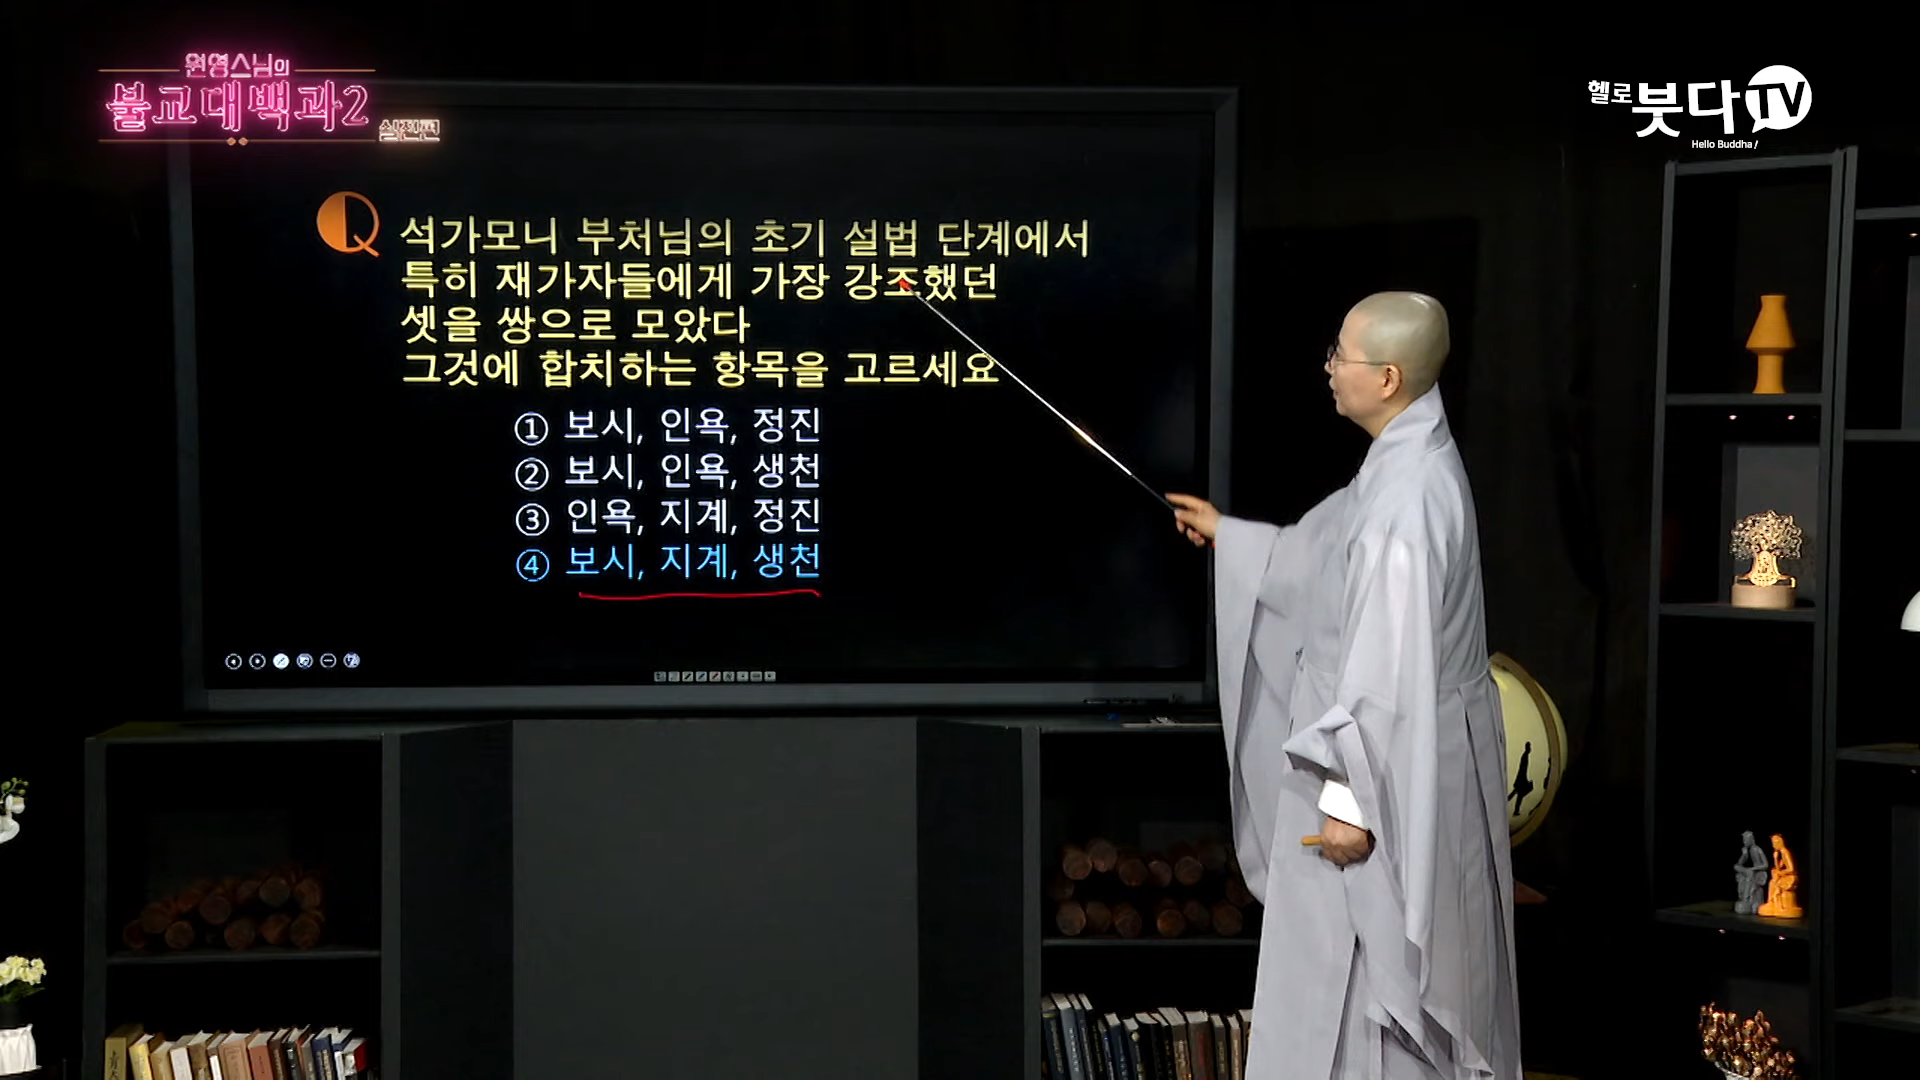 원영스님의
불교대백과2
실전편
헬로붓다TV
Hello Buddha!
Q 석가모니 부처님의 초기 설법 단계에서
특히 재가자들에게 가장 강조했던
셋을 쌍으로 모았다
그것에 합치하는 항목을 고르세요
① 보시, 인욕, 정진
② 보시, 인욕, 생천
③ 인욕, 지계, 정진
④ 보시, 지계, 생천